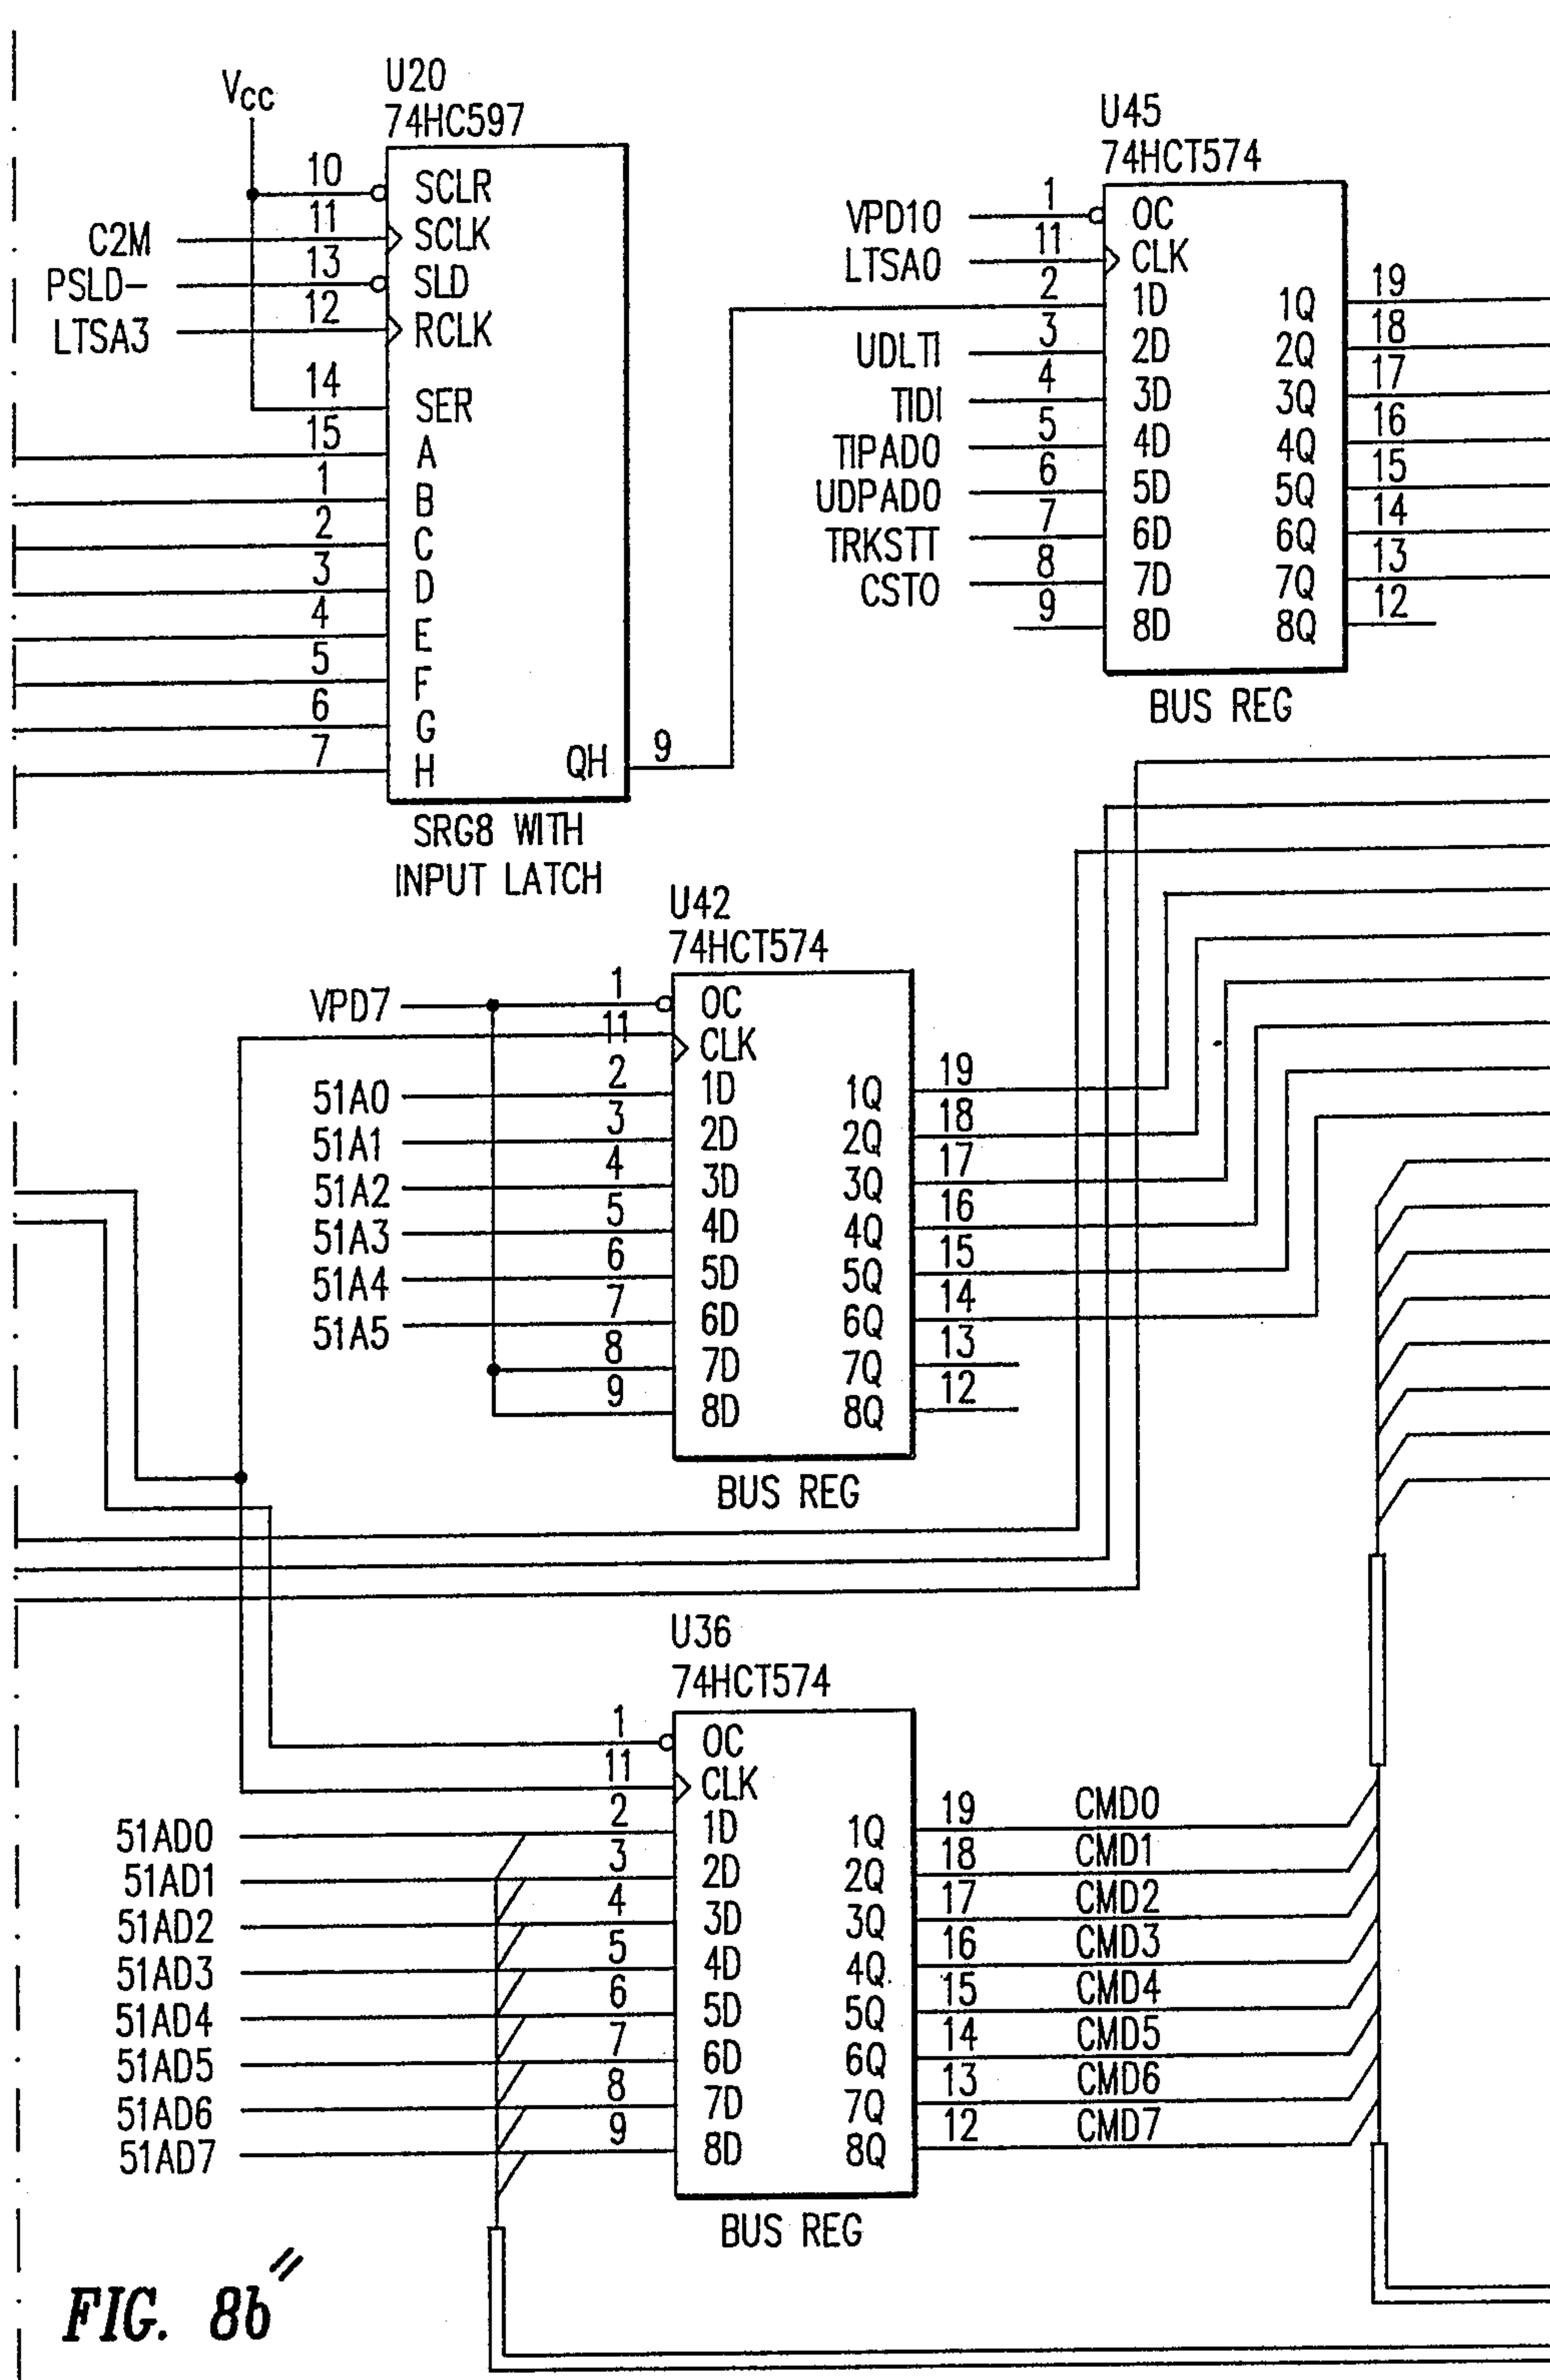 Vcc
U20
74HC597
10 SCLR
C2M 11 SCLK
PSLD- 13 SLD
LTSA3 12 RCLK
14 SER
15 A
1 B
2 C
3 D
4 E
5 F
6 G
7 H
QH 9
SRG8 WITH
INPUT LATCH
U45
74HCT574
VPD10 1 OC
LTSA0 11 CLK
2 1D 1Q 19
UDLTI 3 2D 2Q 18
TIDI 4 3D 3Q 17
TIPADO 5 4D 4Q 16
UDPADO 6 5D 5Q 15
TRKSTT 7 6D 6Q 14
CSTO 8 7D 7Q 13
9 8D 8Q 12
BUS REG
U42
74HCT574
VPD7 1 OC
11 CLK
51A0 2 1D 1Q 19
51A1 3 2D 2Q 18
51A2 4 3D 3Q 17
51A3 5 4D 4Q 16
51A4 6 5D 5Q 15
51A5 7 6D 6Q 14
8 7D 7Q 13
9 8D 8Q 12
BUS REG
U36
74HCT574
1 OC
11 CLK
51AD0 2 1D 1Q 19 CMD0
51AD1 3 2D 2Q 18 CMD1
51AD2 4 3D 3Q 17 CMD2
51AD3 5 4D 4Q 16 CMD3
51AD4 6 5D 5Q 15 CMD4
51AD5 7 6D 6Q 14 CMD5
51AD6 8 7D 7Q 13 CMD6
51AD7 9 8D 8Q 12 CMD7
BUS REG
FIG. 8b"